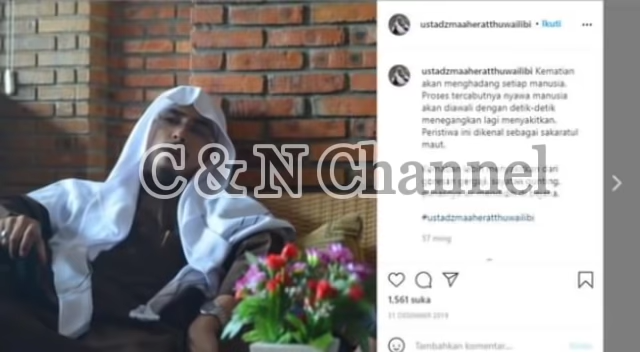 ustadzmaaheratthuwailibi • Ikuti
ustadzmaaheratthuwailibi Kematian
akan menghadang setiap manusia.
Proses tercabutnya nyawa manusia
akan diawali dengan detik-detik
menegangkan lagi menyakitkan.
Peristiwa ini dikenal sebagai sakaratul
maut.
C&N Channel
#ustadzmaaheratthuwailibi
57 ming
1.561 suka
31 DESEMBER 2019
Tambahkan komentar...